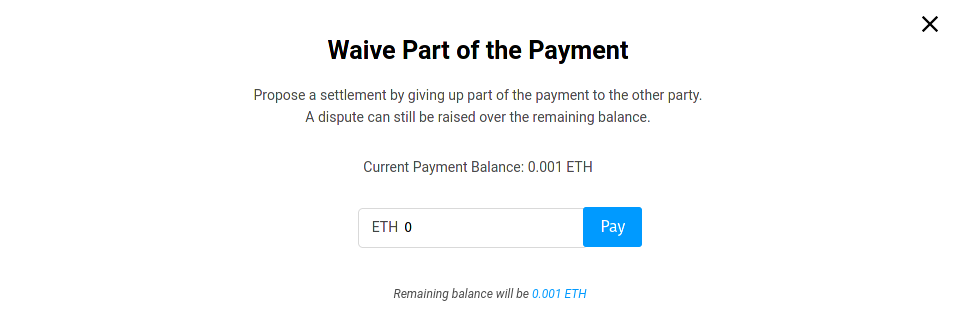 Waive Part of the Payment
Propose a settlement by giving up part of the payment to the other party.
A dispute can still be raised over the remaining balance.
Current Payment Balance: 0.001 ETH
ETH 0 Pay
Remaining balance will be 0.001 ETH